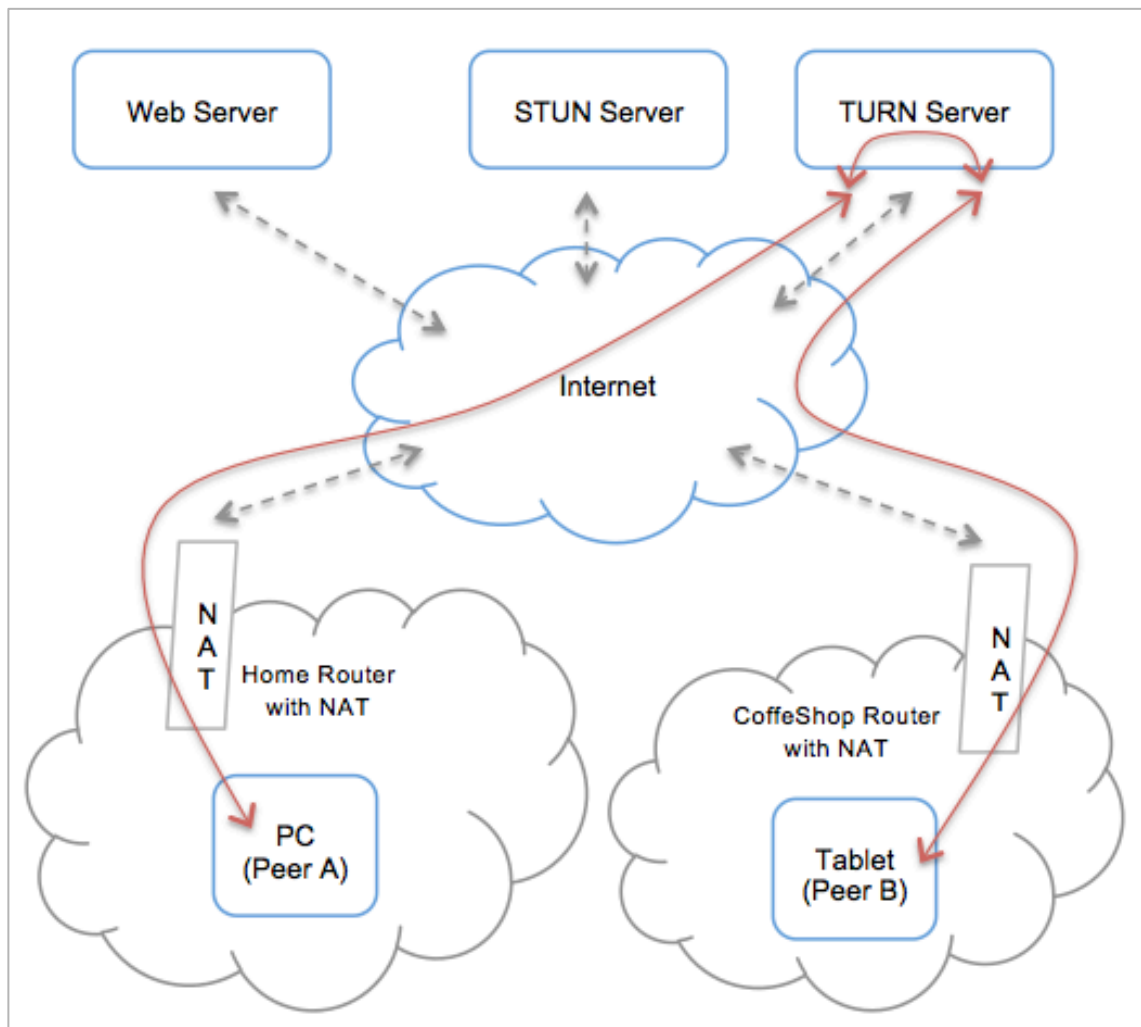 Web Server
STUN Server
TURN Server
Internet
N
A
T
Home Router
with NAT
PC
(Peer A)
N
A
T
CoffeShop Router
with NAT
Tablet
(Peer B)